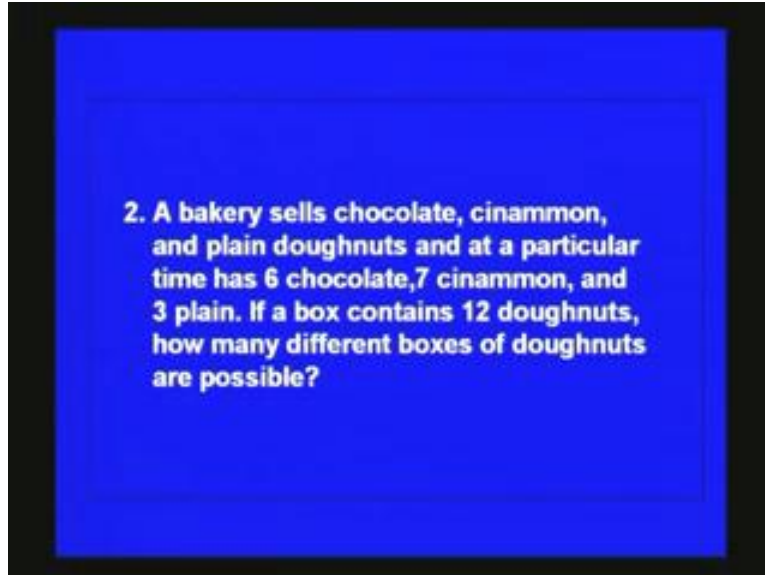 2. A bakery sells chocolate, cinammon,
and plain doughnuts and at a particular
time has 6 chocolate,7 cinammon, and
3 plain. If a box contains 12 doughnuts,
how many different boxes of doughnuts
are possible?